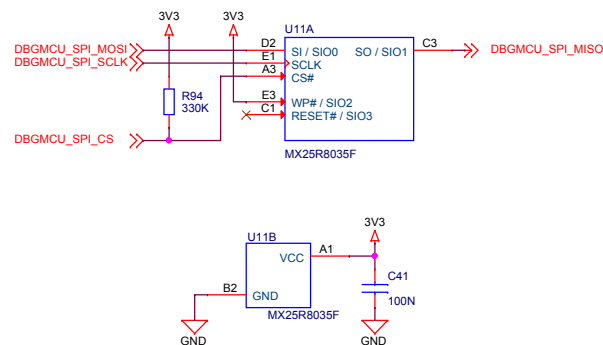 3V3
3V3
U11A
DBGMCU_SPI_MOSI
D2
SI / SIO0
SO / SIO1
C3
DBGMCU_SPI_MISO
DBGMCU_SPI_SCLK
E1
SCLK
A3
CS#
R94
330K
E3
WP# / SIO2
C1
RESET# / SIO3
DBGMCU_SPI_CS
MX25R8035F
3V3
U11B
VCC
A1
C41
B2
GND
100N
MX25R8035F
GND
GND